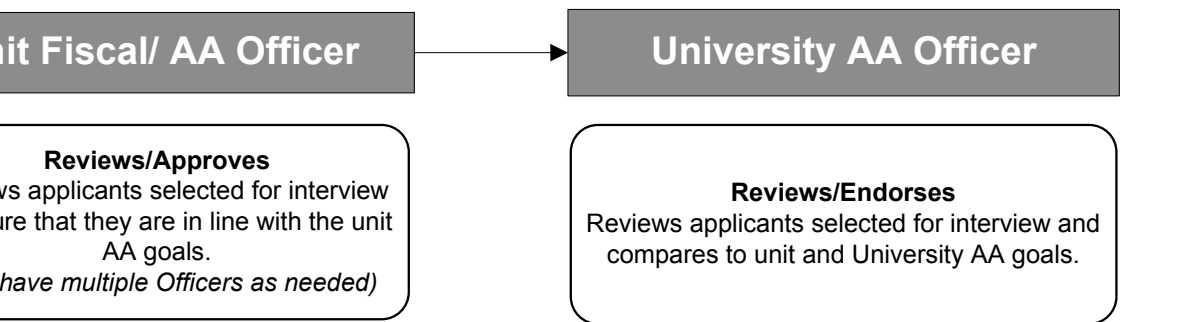 Fiscal/ AA Officer
University AA Officer
Reviews/Approves
applicants selected for interview
that they are in line with the unit
AA goals.
have multiple Officers as needed)
Reviews/Endorses
Reviews applicants selected for interview and
compares to unit and University AA goals.